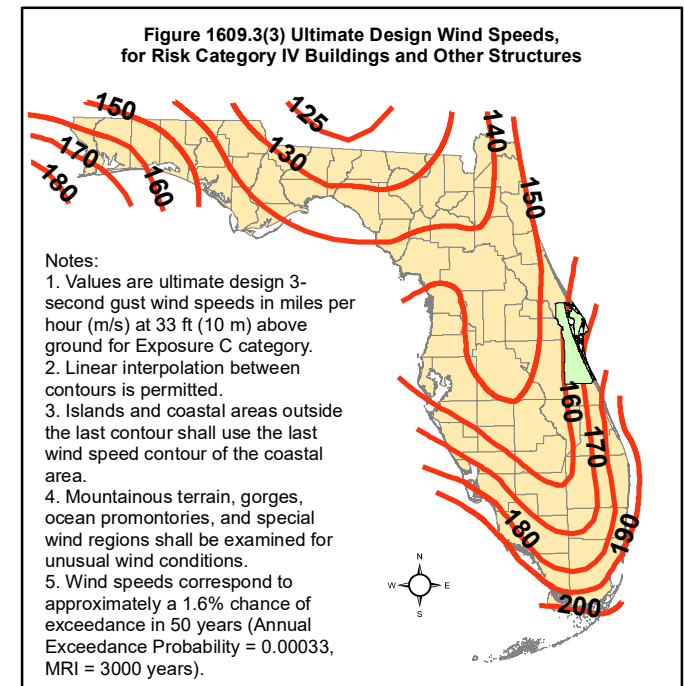 Figure 1609.3(3) Ultimate Design Wind Speeds,
for Risk Category IV Buildings and Other Structures
125
150
130
140
170
160
180
150
Notes:
1. Values are ultimate design 3-
second gust wind speeds in miles per
hour (m/s) at 33 ft (10 m) above
ground for Exposure C category.
2. Linear interpolation between
contours is permitted.
3. Islands and coastal areas outside
the last contour shall use the last
wind speed contour of the coastal
area.
4. Mountainous terrain, gorges,
ocean promontories, and special
wind regions shall be examined for
unusual wind conditions.
5. Wind speeds correspond to
approximately a 1.6% chance of
exceedance in 50 years (Annual
Exceedance Probability = 0.00033,
MRI = 3000 years).
160
170
180
190
200
N
W
E
S